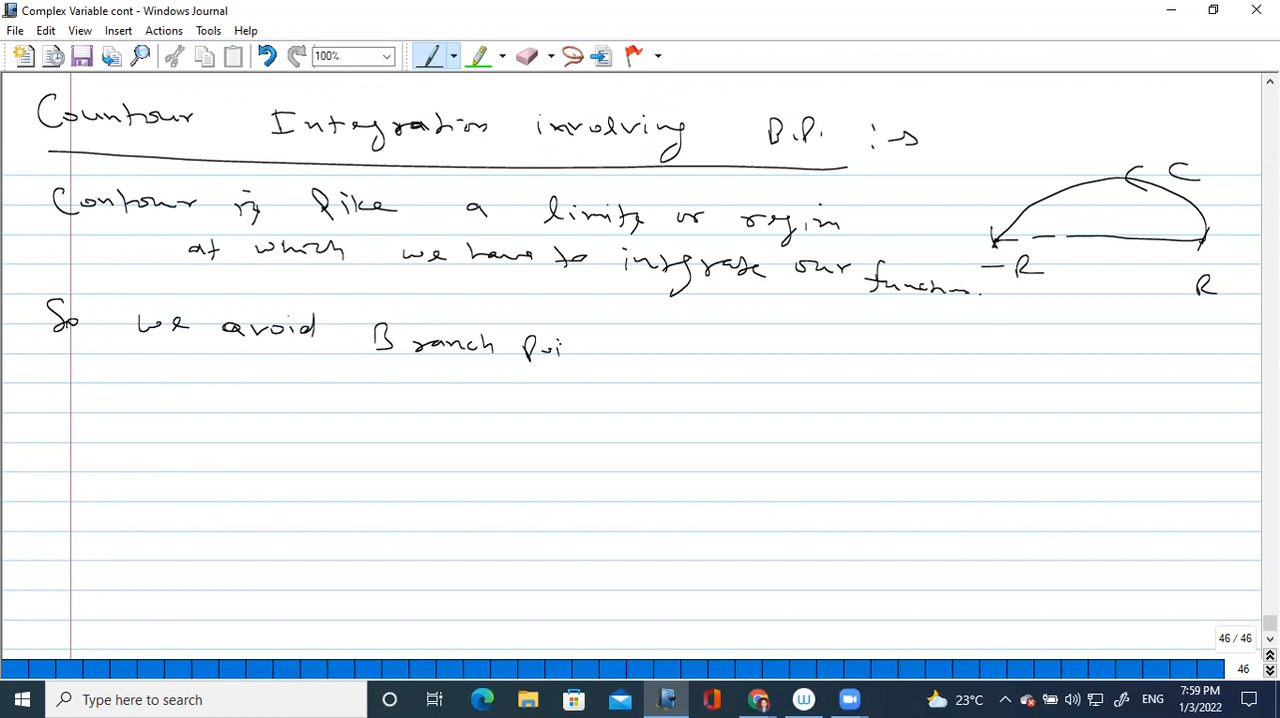 Complex Variable cont - Windows Journal
File Edit View Insert Actions Tools Help
100%
Countour Integration involving B.P. :→
Contour is like a limits or regin
at which we have to integrate our function.
C
-R
R
So we avoid Branch Poi
46 / 46
46
Type here to search
23°C
ENG
7:59 PM
1/3/2022